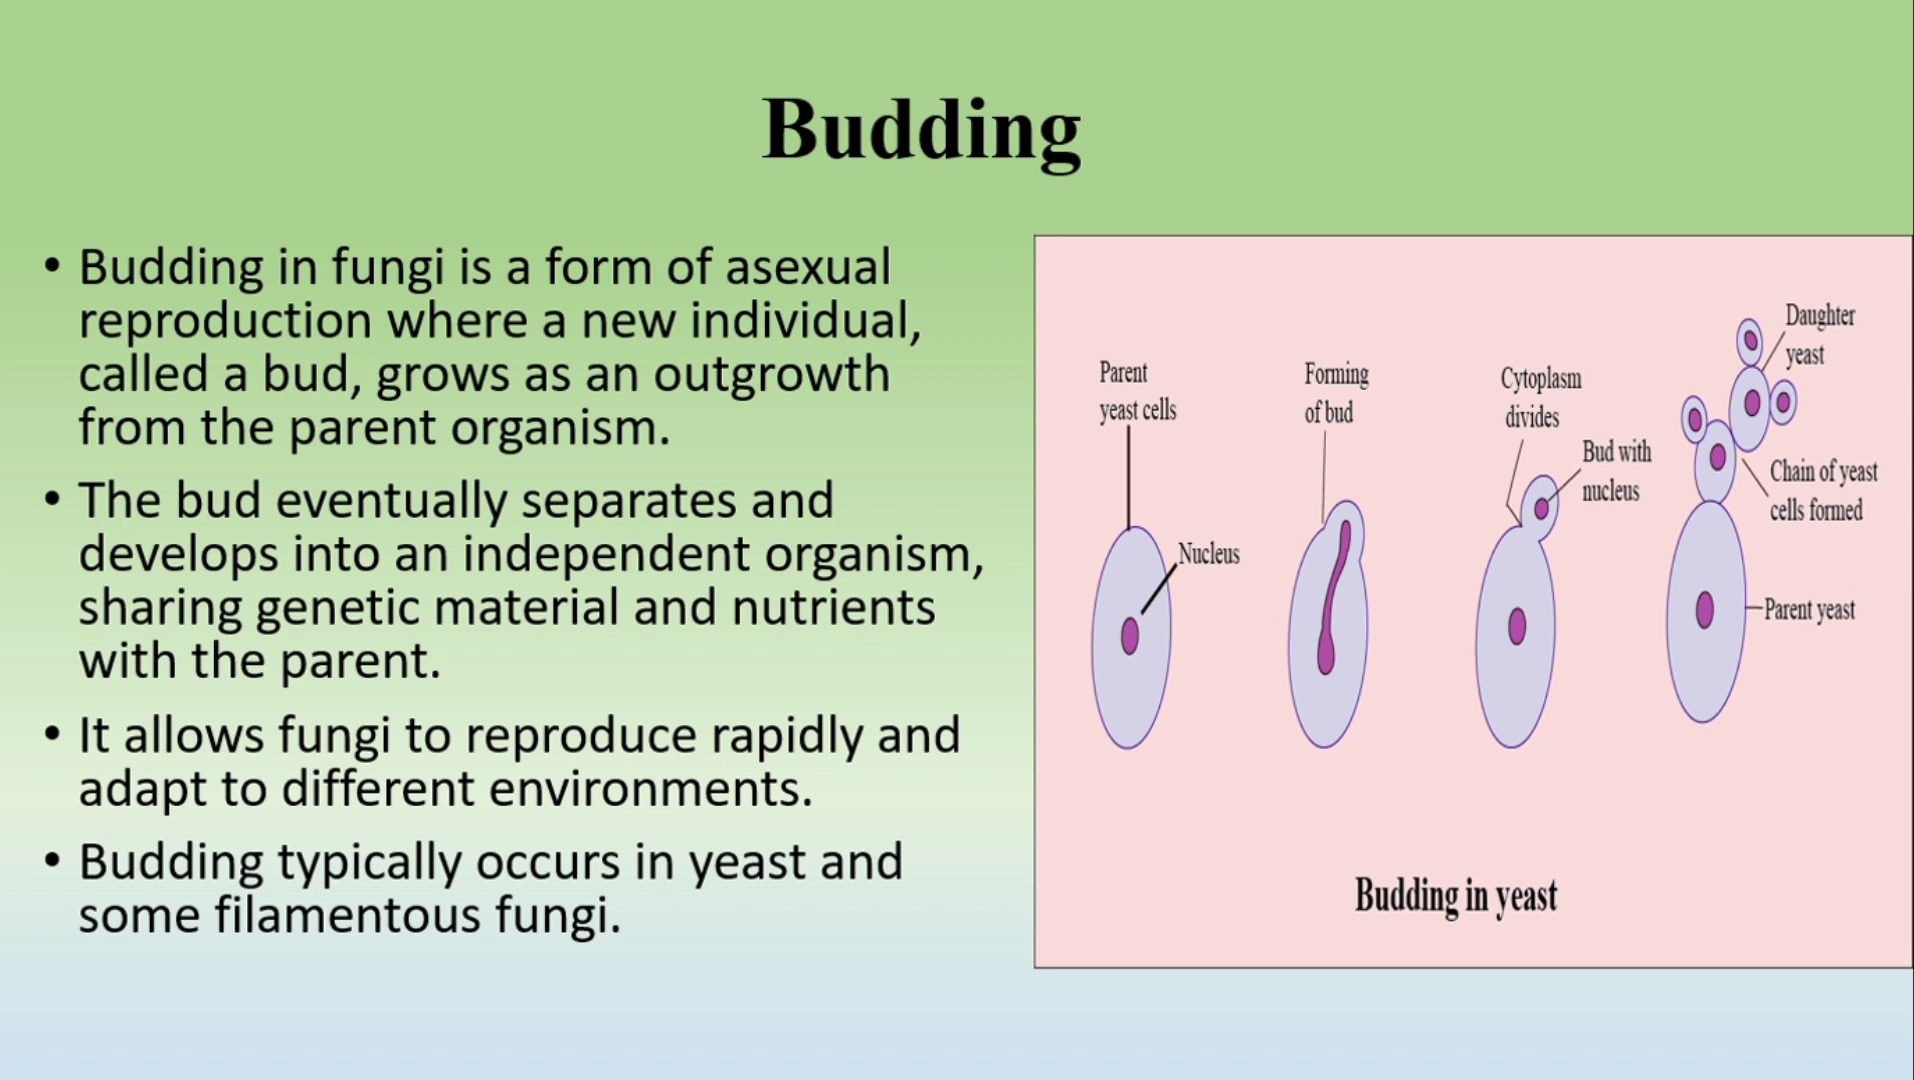 Budding
• Budding in fungi is a form of asexual
reproduction where a new individual,
called a bud, grows as an outgrowth
from the parent organism.
• The bud eventually separates and
develops into an independent organism,
sharing genetic material and nutrients
with the parent.
• It allows fungi to reproduce rapidly and
adapt to different environments.
• Budding typically occurs in yeast and
some filamentous fungi.
Parent
yeast cells
Nucleus
Forming
of bud
Cytoplasm
divides
Bud with
nucleus
Daughter
yeast
Chain of yeast
cells formed
Parent yeast
Budding in yeast